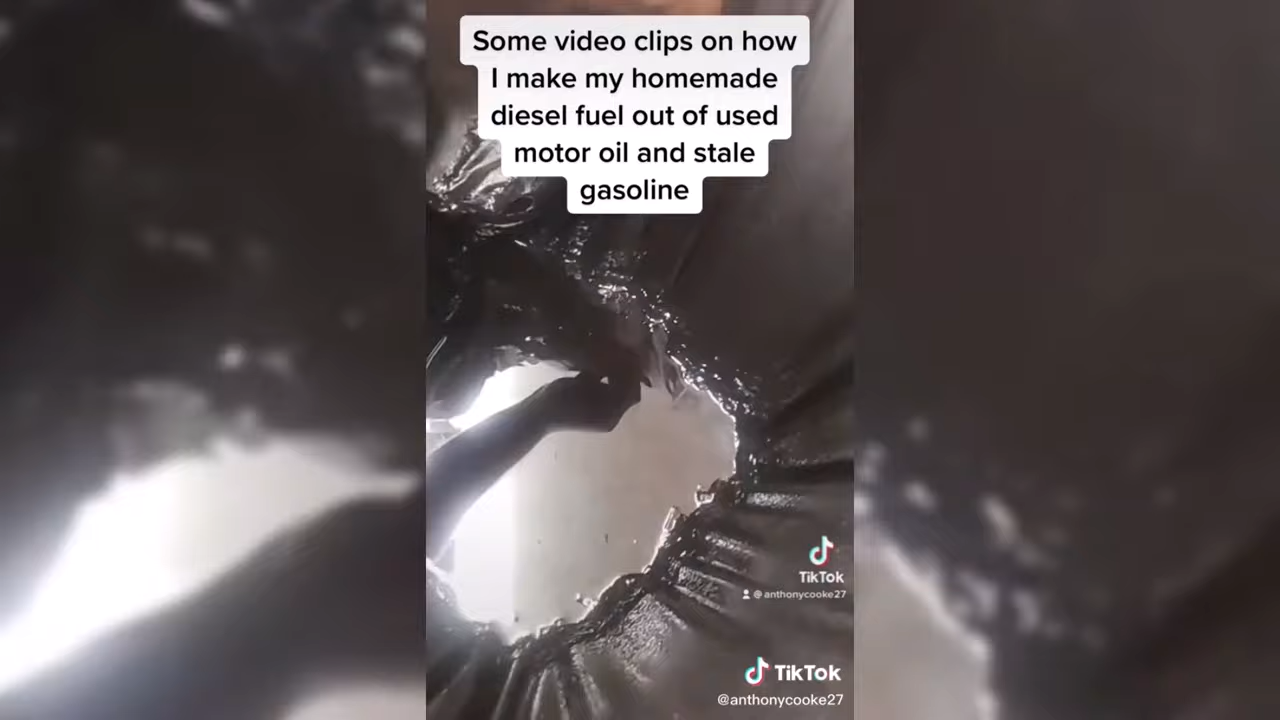 Some video clips on how
I make my homemade
diesel fuel out of used
motor oil and stale
gasoline
TikTok
@anthonycooke27
TikTok
@anthonycooke27